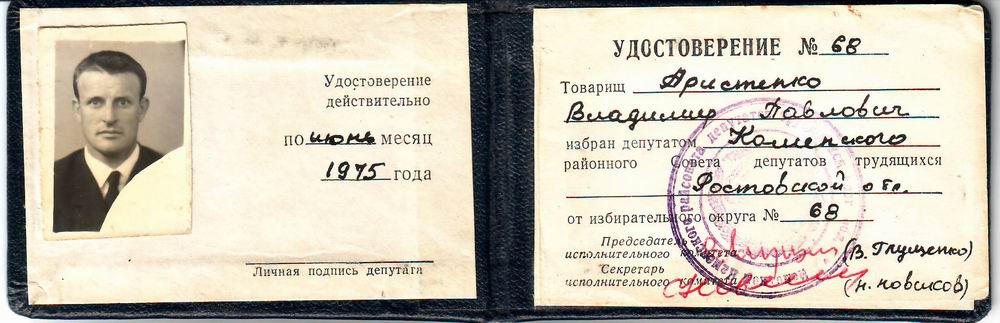 Удостоверение
действительно
по июнь месяц
1975 года
Личная подпись депутата
УДОСТОВЕРЕНИЕ № 68
Товарищ Аристенко
Владимир Павлович
избран депутатом Каменского
районного Совета депутатов трудящихся
Ростовской обл.
от избирательного округа № 68
Председатель
исполнительного комитета (В. Глущенко)
Секретарь
исполнительного комитета (Н. Новиков)